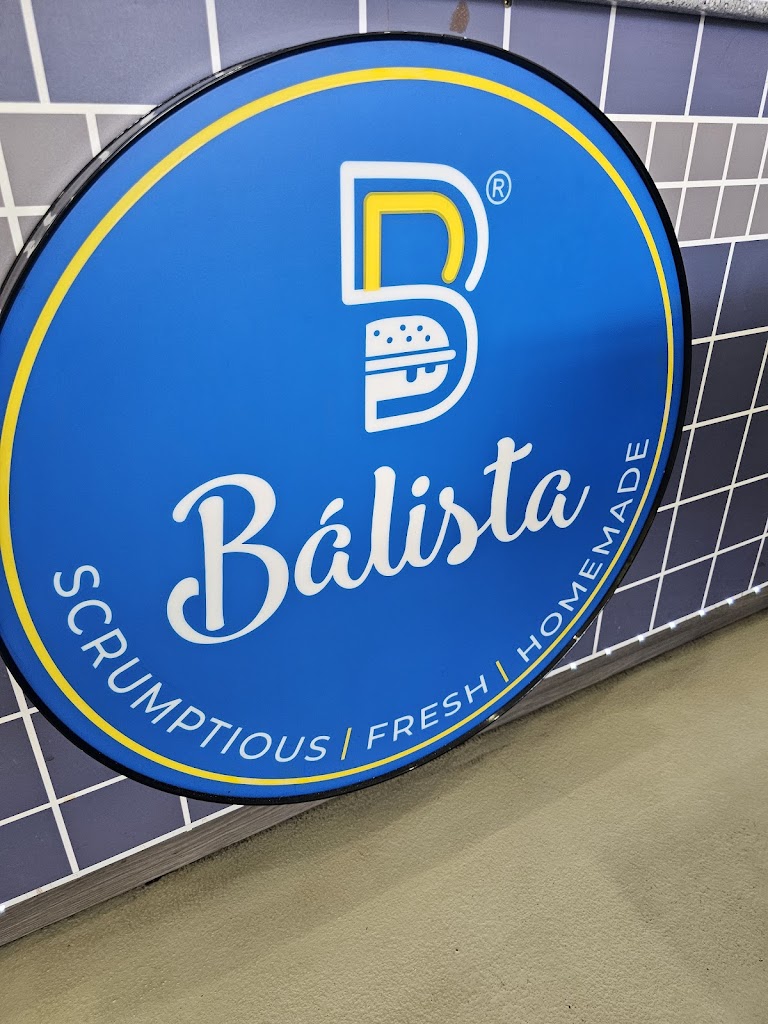 B®
Bálista
SCRUMPTIOUS / FRESH / HOMEMADE